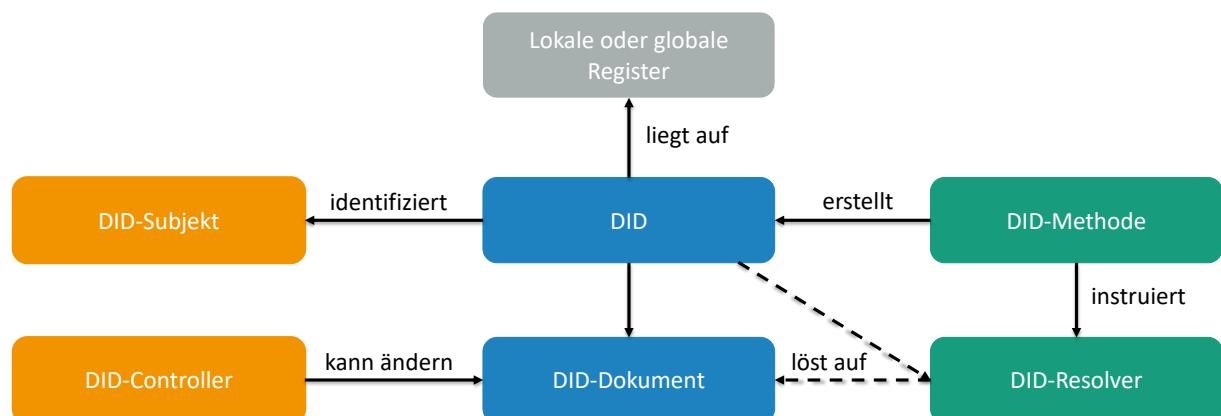 Lokale oder globale
Register
liegt auf
DID-Subjekt
identifiziert
DID
erstellt
DID-Methode
instruiert
DID-Controller
kann ändern
DID-Dokument
löst auf
DID-Resolver